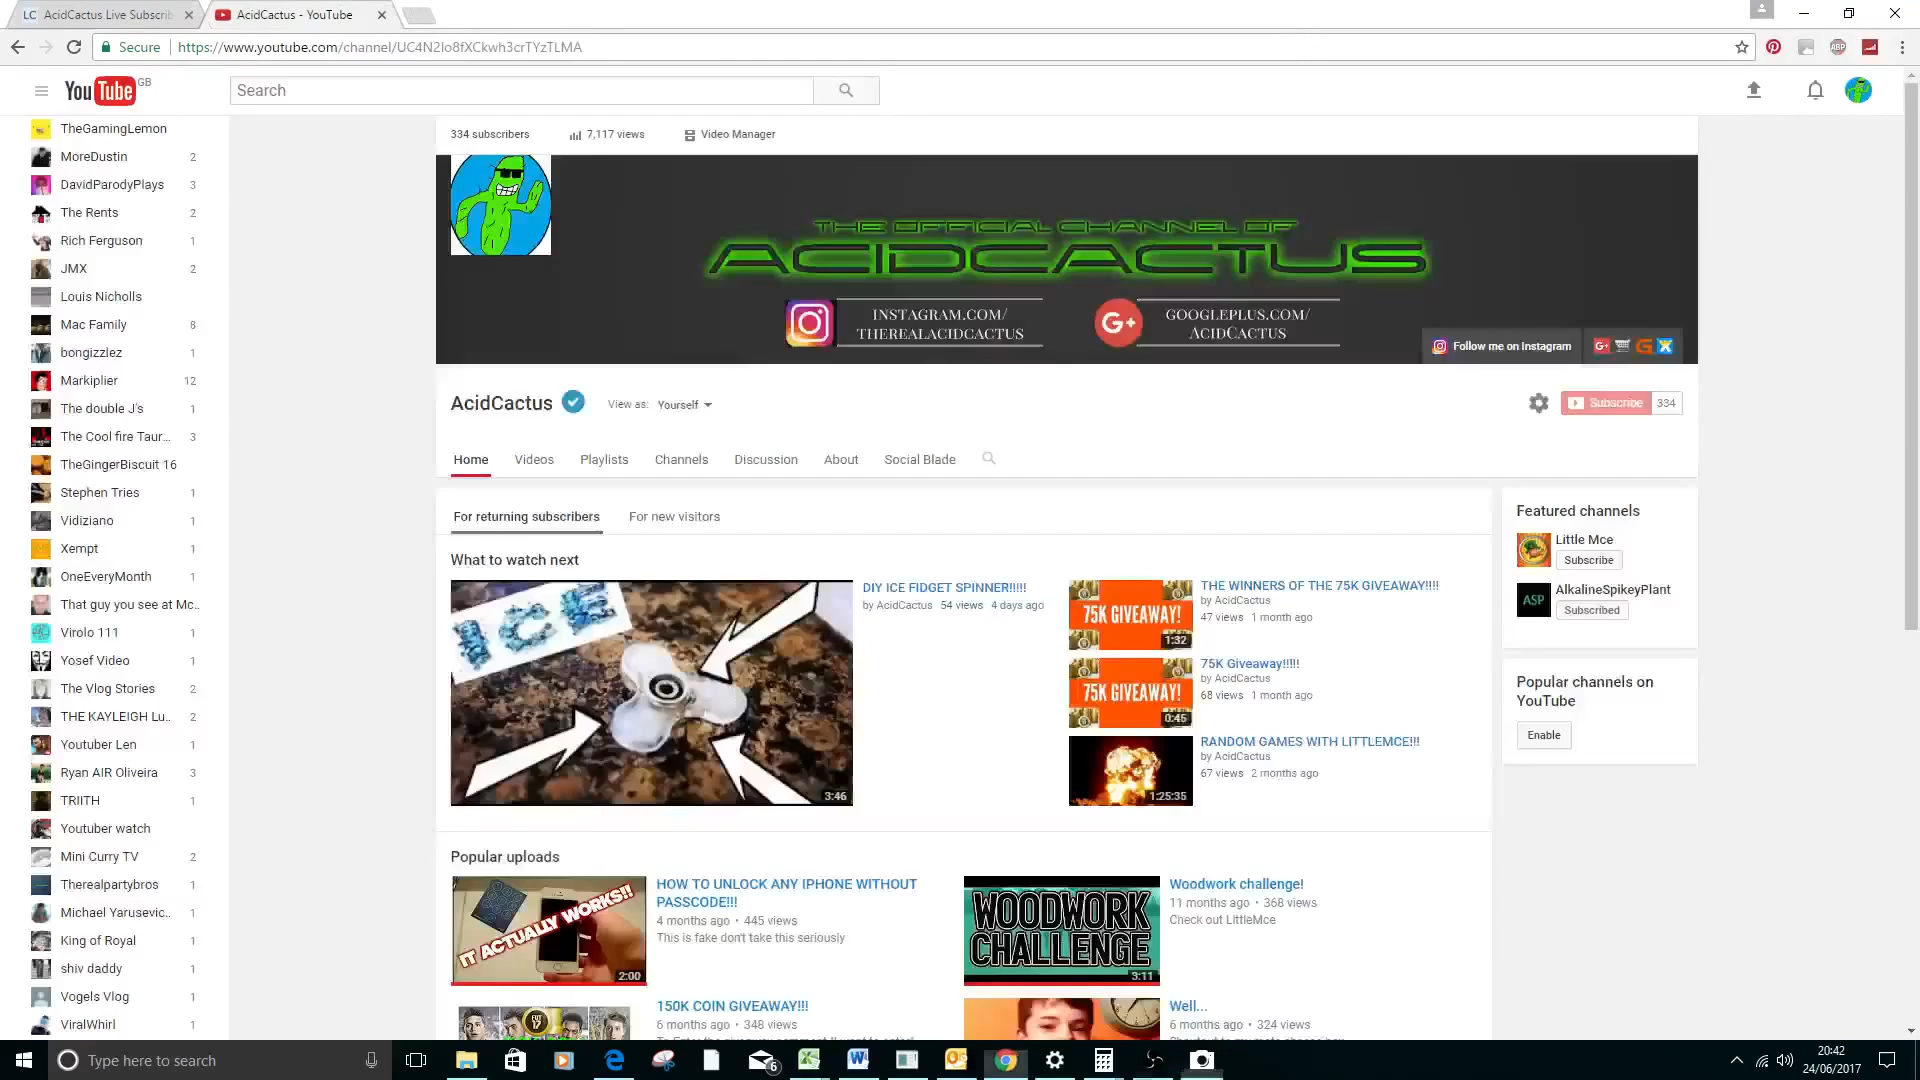 LC AcidCactus Live Subscrib
AcidCactus - YouTube
Secure
https://www.youtube.com/channel/UC4N2lo8fXCkwh3crTYzTLMA
ABP
YouTube GB
Search
TheGamingLemon
MoreDustin 2
DavidParodyPlays 3
The Rents 2
Rich Ferguson 1
JMX 2
Louis Nicholls
Mac Family 8
bongizzlez 1
Markiplier 12
The double J's 1
The Cool fire Taur... 3
TheGingerBiscuit 16
Stephen Tries 1
Vidiziano 1
Xempt 1
OneEveryMonth 1
That guy you see at Mc..
Virolo 111 1
Yosef Video 1
The Vlog Stories 2
THE KAYLEIGH Lu.. 2
Youtuber Len 1
Ryan AIR Oliveira 3
TRIITH 1
Youtuber watch
Mini Curry TV 2
Therealpartybros 1
Michael Yarusevic.. 1
King of Royal 1
shiv daddy 1
Vogels Vlog 1
ViralWhirl 1
334 subscribers
7,117 views
Video Manager
THE OFFICIAL CHANNEL OF
ACIDCACTUS
INSTAGRAM.COM/
THEREALACIDCACTUS
GOOGLEPLUS.COM/
ACIDCACTUS
Follow me on Instagram
AcidCactus
View as: Yourself
Subscribe 334
Home
Videos
Playlists
Channels
Discussion
About
Social Blade
For returning subscribers
For new visitors
What to watch next
ICE
3:46
DIY ICE FIDGET SPINNER!!!!!
by AcidCactus 54 views 4 days ago
75K GIVEAWAY!
1:32
THE WINNERS OF THE 75K GIVEAWAY!!!!
by AcidCactus
47 views 1 month ago
75K GIVEAWAY!
0:45
75K Giveaway!!!!!
by AcidCactus
68 views 1 month ago
1:25:35
RANDOM GAMES WITH LITTLEMCE!!!
by AcidCactus
67 views 2 months ago
Featured channels
Little Mce
Subscribe
ASP
AlkalineSpikeyPlant
Subscribed
Popular channels on
YouTube
Enable
Popular uploads
IT ACTUALLY WORKS!!
2:00
HOW TO UNLOCK ANY IPHONE WITHOUT
PASSCODE!!!
4 months ago • 445 views
This is fake don't take this seriously
WOODWORK
CHALLENGE
3:11
Woodwork challenge!
11 months ago • 368 views
Check out LittleMce
FUT
17
150K COIN GIVEAWAY!!!
6 months ago • 348 views
Well...
6 months ago • 324 views
Type here to search
6
20:42
24/06/2017